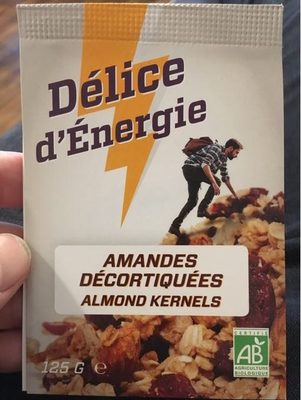 Délice
d'Énergie
AMANDES
DÉCORTIQUÉES
ALMOND KERNELS
125 G e
CERTIFIÉ
AB
AGRICULTURE
BIOLOGIQUE